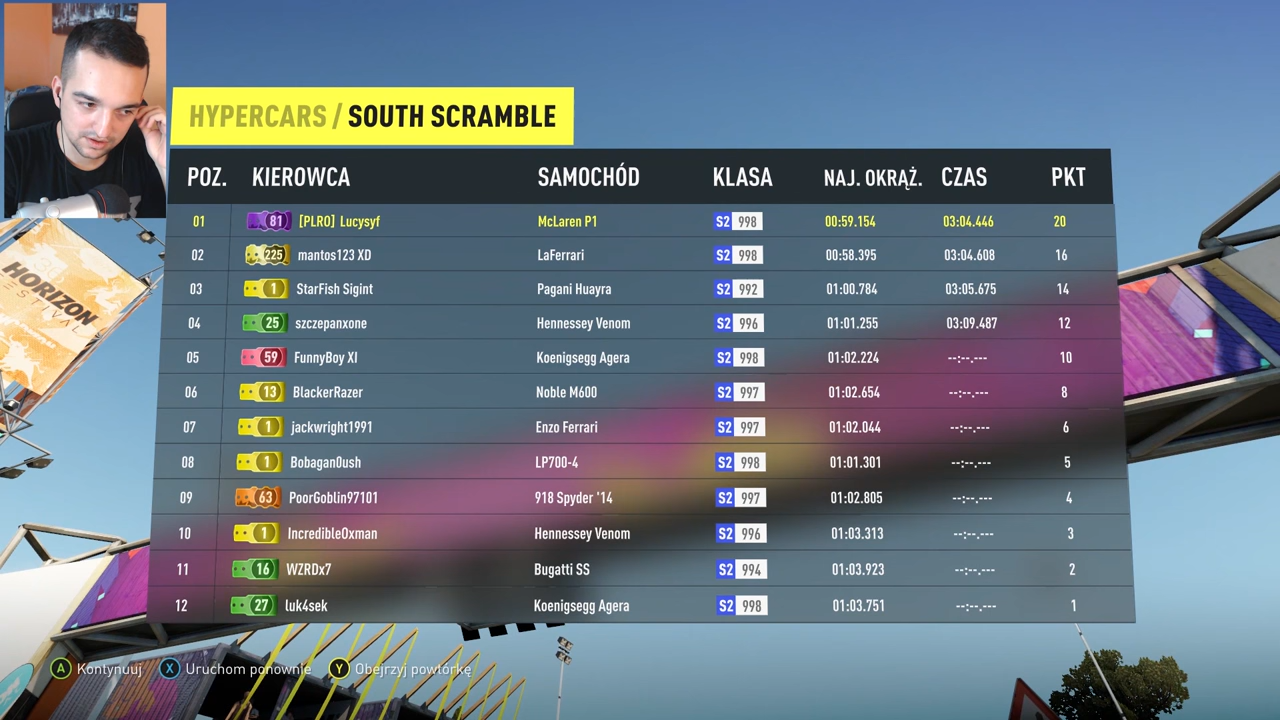 HYPERCARS / SOUTH SCRAMBLE
POZ. KIEROWCA SAMOCHÓD KLASA NAJ. OKRĄŻ. CZAS PKT
01 81 [PLRO] Lucysyf McLaren P1 S2 998 00:59.154 03:04.446 20
02 225 mantos123 XD LaFerrari S2 998 00:58.395 03:04.608 16
03 1 StarFish Sigint Pagani Huayra S2 992 01:00.784 03:05.675 14
04 25 szczepanxone Hennessey Venom S2 996 01:01.255 03:09.487 12
05 59 FunnyBoy XI Koenigsegg Agera S2 998 01:02.224 --:--.--- 10
06 13 BlackerRazer Noble M600 S2 997 01:02.654 --:--.--- 8
07 1 jackwright1991 Enzo Ferrari S2 997 01:02.044 --:--.--- 6
08 1 Bobagan0ush LP700-4 S2 998 01:01.301 --:--.--- 5
09 63 PoorGoblin97101 918 Spyder '14 S2 997 01:02.805 --:--.--- 4
10 1 IncredibleOxman Hennessey Venom S2 996 01:03.313 --:--.--- 3
11 16 WZRDx7 Bugatti SS S2 994 01:03.923 --:--.--- 2
12 27 luk4sek Koenigsegg Agera S2 998 01:03.751 --:--.--- 1
HORIZON
FESTIVAL
A Kontynuuj X Uruchom ponownie Y Obejrzyj powtórkę